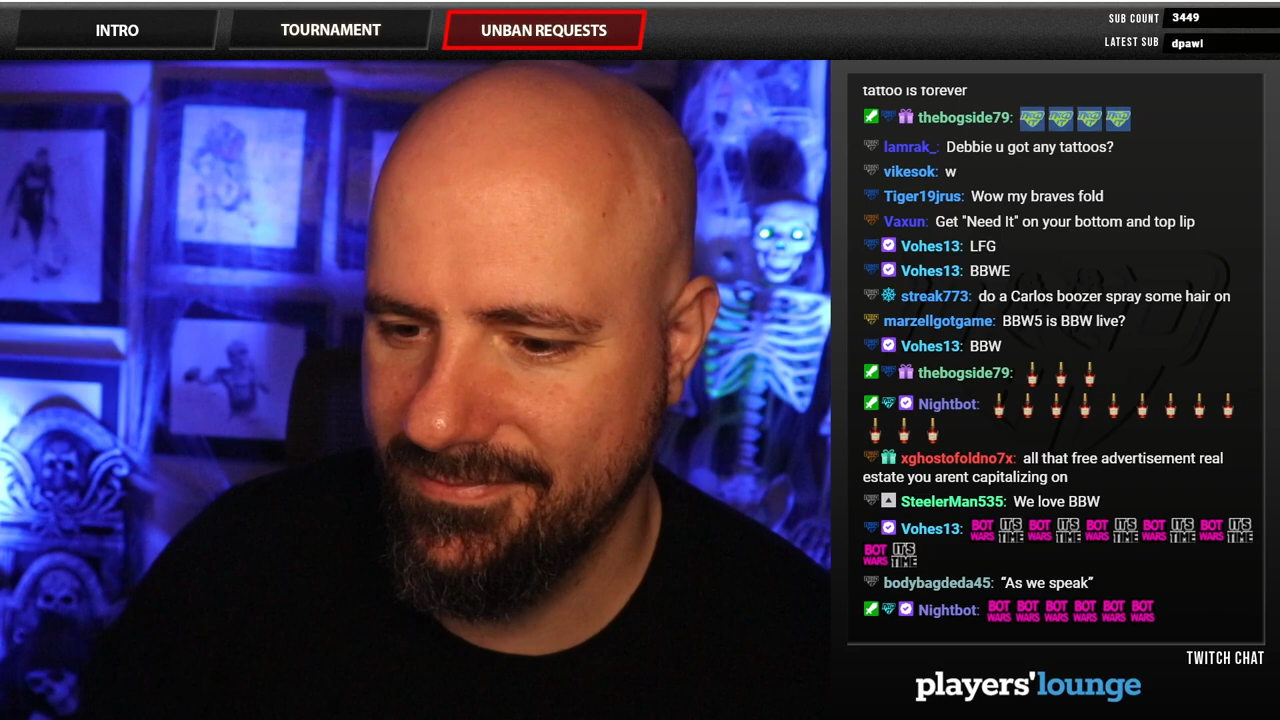 INTRO
TOURNAMENT
UNBAN REQUESTS
SUB COUNT 3449
LATEST SUB dpawl
tattoo is forever
thebogside79:
lamrak_: Debbie u got any tattoos?
vikesok: w
Tiger19jrus: Wow my braves fold
Vaxun: Get "Need It" on your bottom and top lip
Vohes13: LFG
Vohes13: BBWE
streak773: do a Carlos boozer spray some hair on
marzellgotgame: BBW5 is BBW live?
Vohes13: BBW
thebogside79:
Nightbot:
xghostofoldno7x: all that free advertisement real
estate you arent capitalizing on
SteelerMan535: We love BBW
Vohes13: BOT WARS IT'S TIME BOT WARS IT'S TIME BOT WARS IT'S TIME BOT WARS IT'S TIME BOT WARS IT'S TIME
BOT WARS IT'S TIME
bodybagdeda45: “As we speak”
Nightbot: BOT WARS BOT WARS BOT WARS BOT WARS BOT WARS BOT WARS
TWITCH CHAT
players'lounge